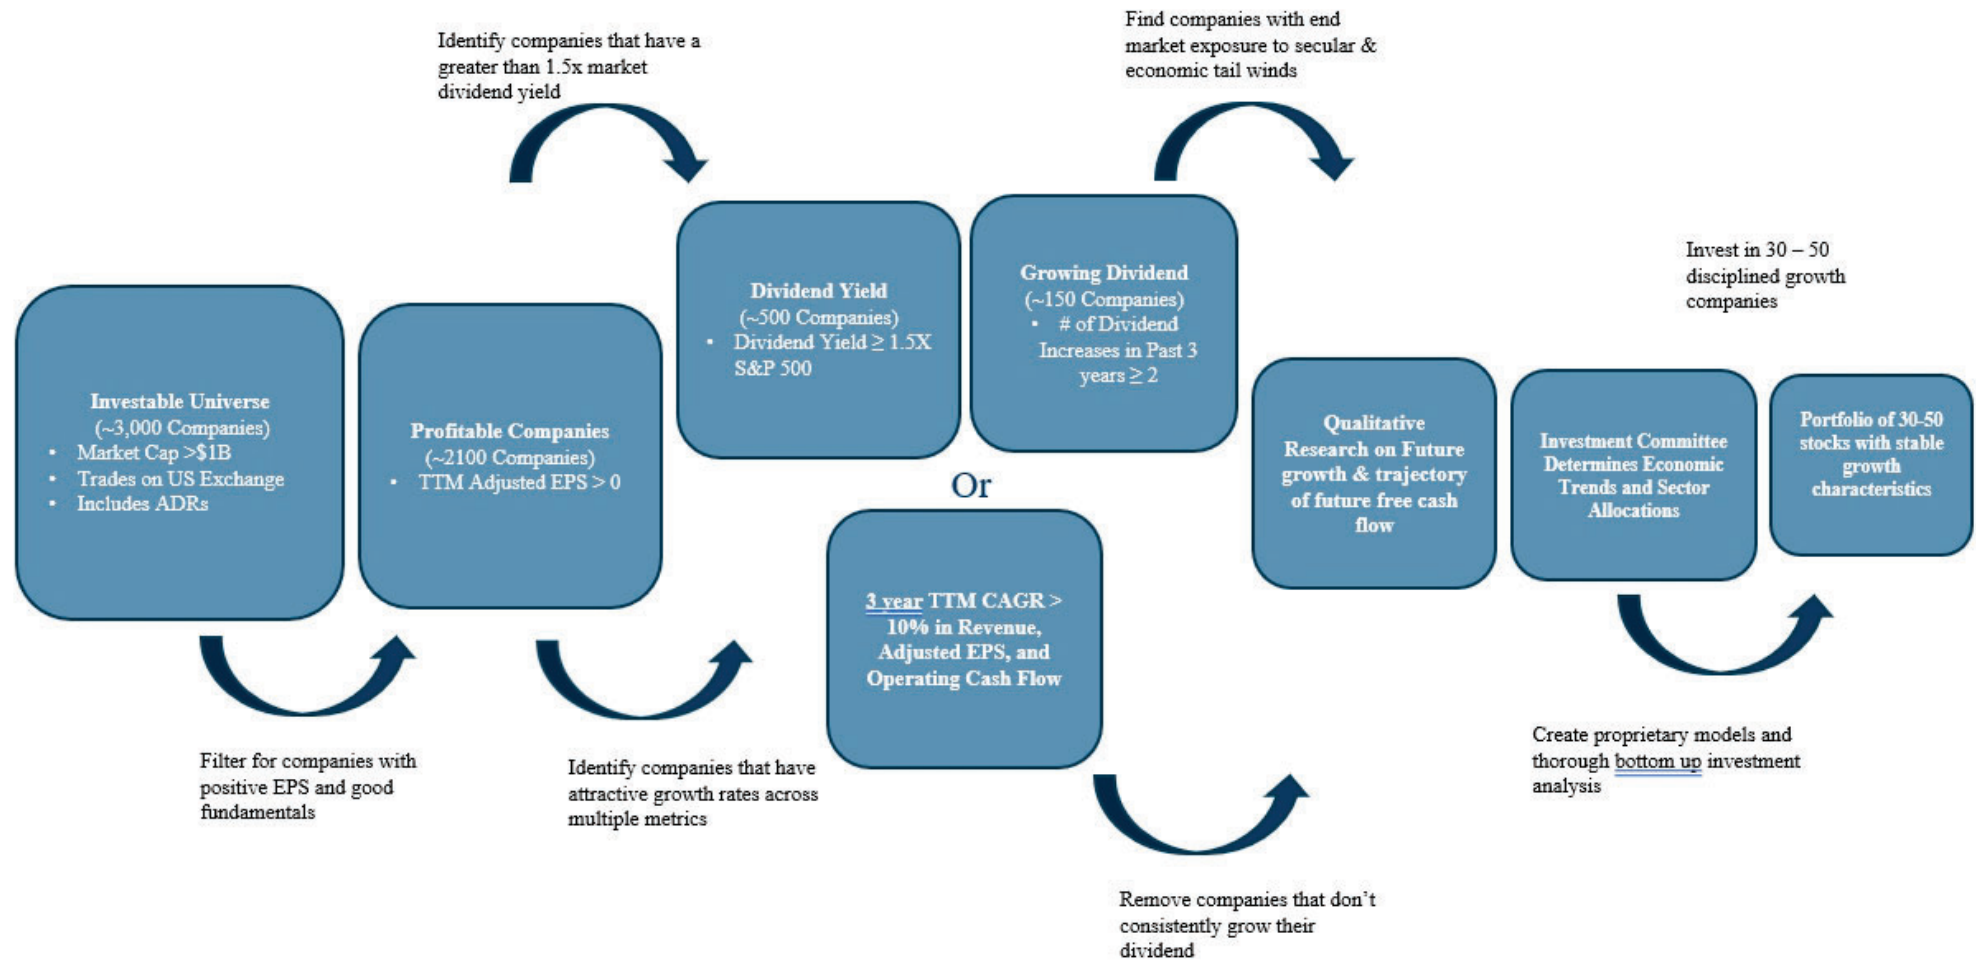 Identify companies that have a
greater than 1.5x market
dividend yield
Find companies with end
market exposure to secular &
economic tail winds
Investable Universe
(~3,000 Companies)
• Market Cap >$1B
• Trades on US Exchange
• Includes ADRs
Profitable Companies
(~2100 Companies)
• TTM Adjusted EPS > 0
Dividend Yield
(~500 Companies)
• Dividend Yield ≥ 1.5X
S&P 500
Growing Dividend
(~150 Companies)
• # of Dividend
Increases in Past 3
years ≥ 2
Or
3 year TTM CAGR >
10% in Revenue,
Adjusted EPS, and
Operating Cash Flow
Qualitative
Research on Future
growth & trajectory
of future free cash
flow
Investment Committee
Determines Economic
Trends and Sector
Allocations
Invest in 30 – 50
disciplined growth
companies
Portfolio of 30-50
stocks with stable
growth
characteristics
Filter for companies with
positive EPS and good
fundamentals
Identify companies that have
attractive growth rates across
multiple metrics
Remove companies that don’t
consistently grow their
dividend
Create proprietary models and
thorough bottom up investment
analysis